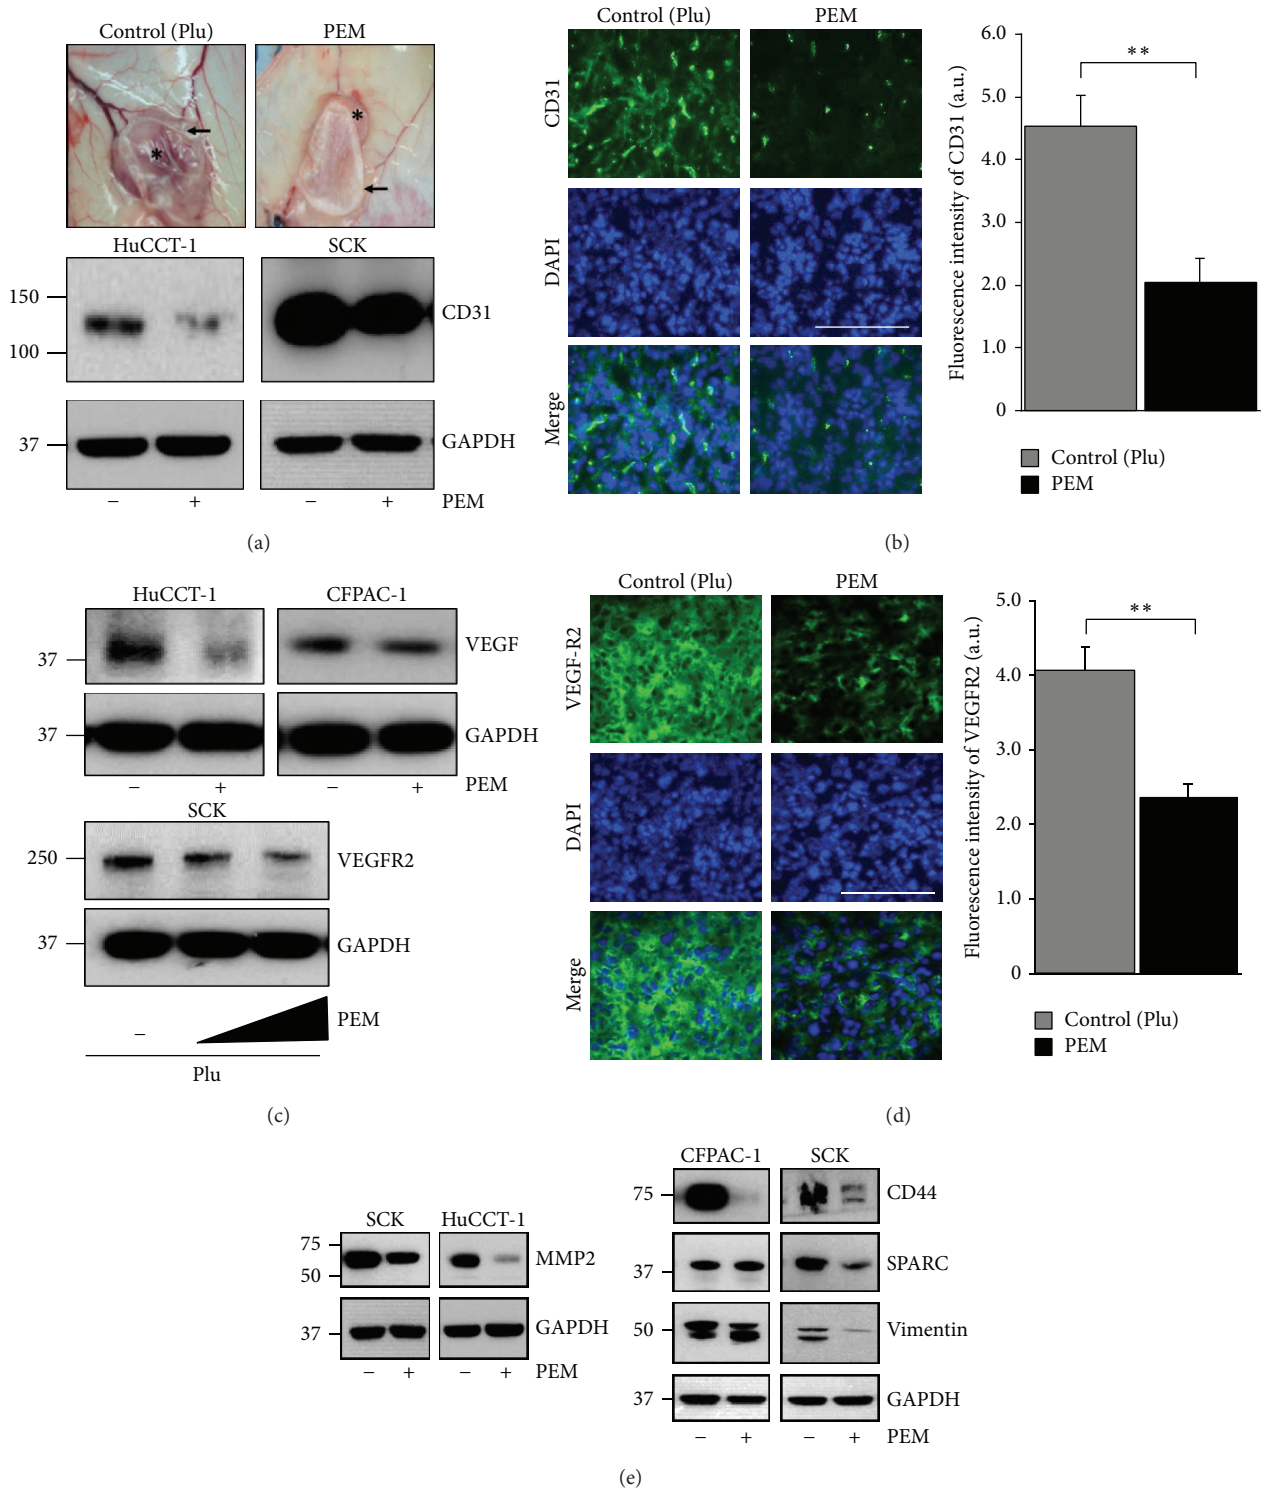 Control (Plu) PEM
* *
HuCCT-1 SCK
150
100
CD31
37
GAPDH
− + − + PEM
(a)
Control (Plu) PEM
CD31
DAPI
Merge
Fluorescence intensity of CD31 (a.u.)
6.0
5.0
4.0
3.0
2.0
1.0
0
**
Control (Plu)
PEM
(b)
HuCCT-1 CFPAC-1
37
VEGF
37
GAPDH
− + − + PEM
SCK
250
VEGFR2
37
GAPDH
− PEM
Plu
(c)
Control (Plu) PEM
VEGF-R2
DAPI
Merge
Fluorescence intensity of VEGFR2 (a.u.)
5.0
4.0
3.0
2.0
1.0
0
**
Control (Plu)
PEM
(d)
SCK HuCCT-1
75
50
MMP2
37
GAPDH
− + − + PEM
CFPAC-1 SCK
75
CD44
37
SPARC
50
Vimentin
37
GAPDH
− + − + PEM
(e)